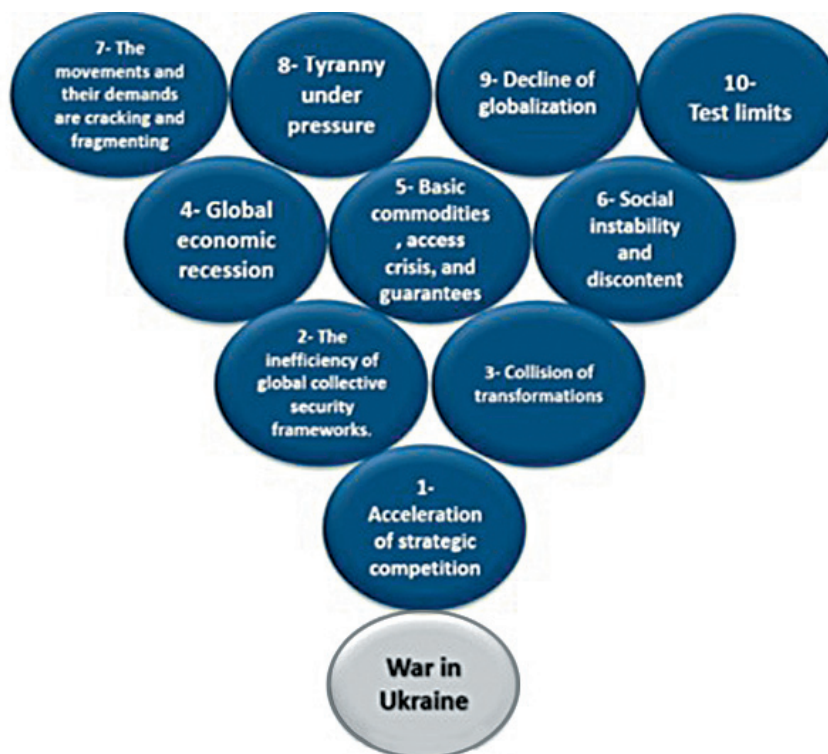 7- The
movements and
their demands
are cracking and
fragmenting
8- Tyranny
under
pressure
9- Decline of
globalization
10-
Test limits
4- Global
economic
recession
5- Basic
commodities
, access
crisis, and
guarantees
6- Social
instability
and
discontent
2- The
inefficiency of
global collective
security
frameworks.
3- Collision of
transformations
1-
Acceleration
of strategic
competition
War in
Ukraine